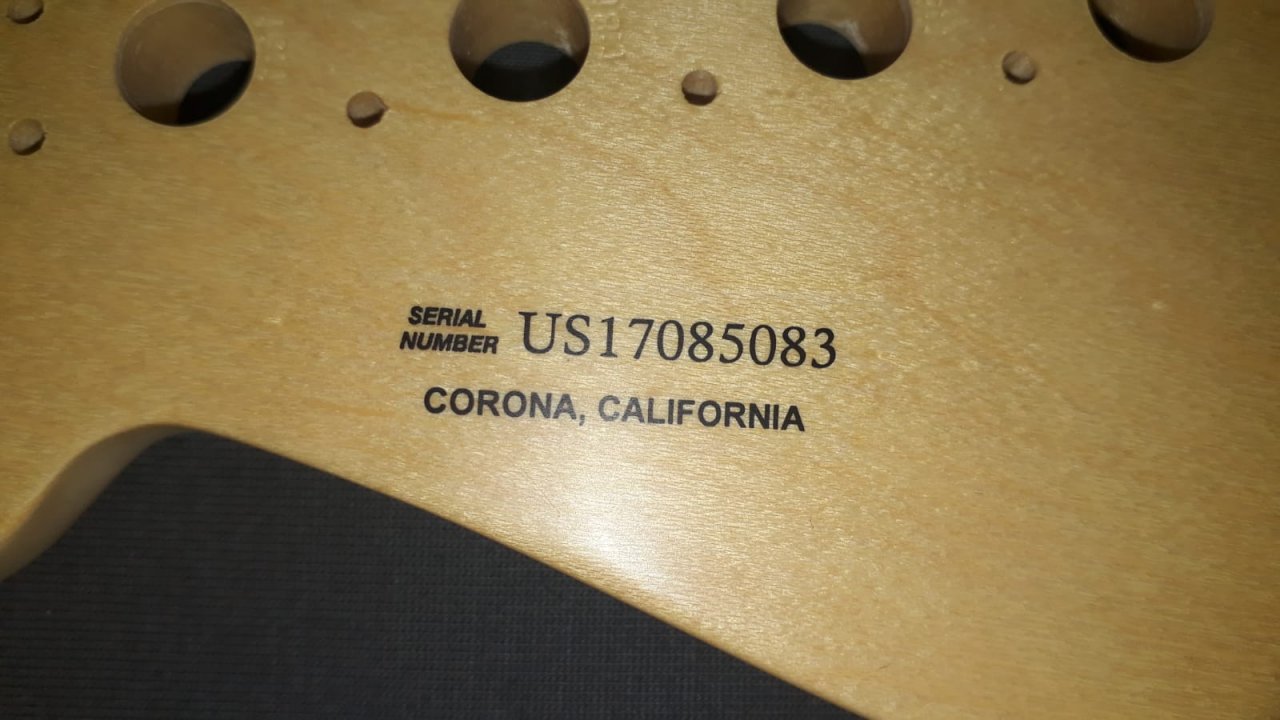 SERIAL
NUMBER US17085083
CORONA, CALIFORNIA